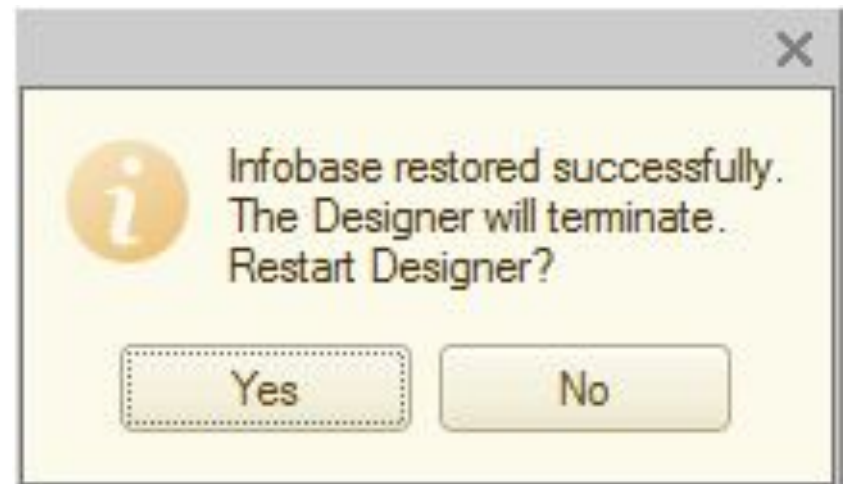 Infobase restored successfully.
The Designer will terminate.
Restart Designer?
Yes No